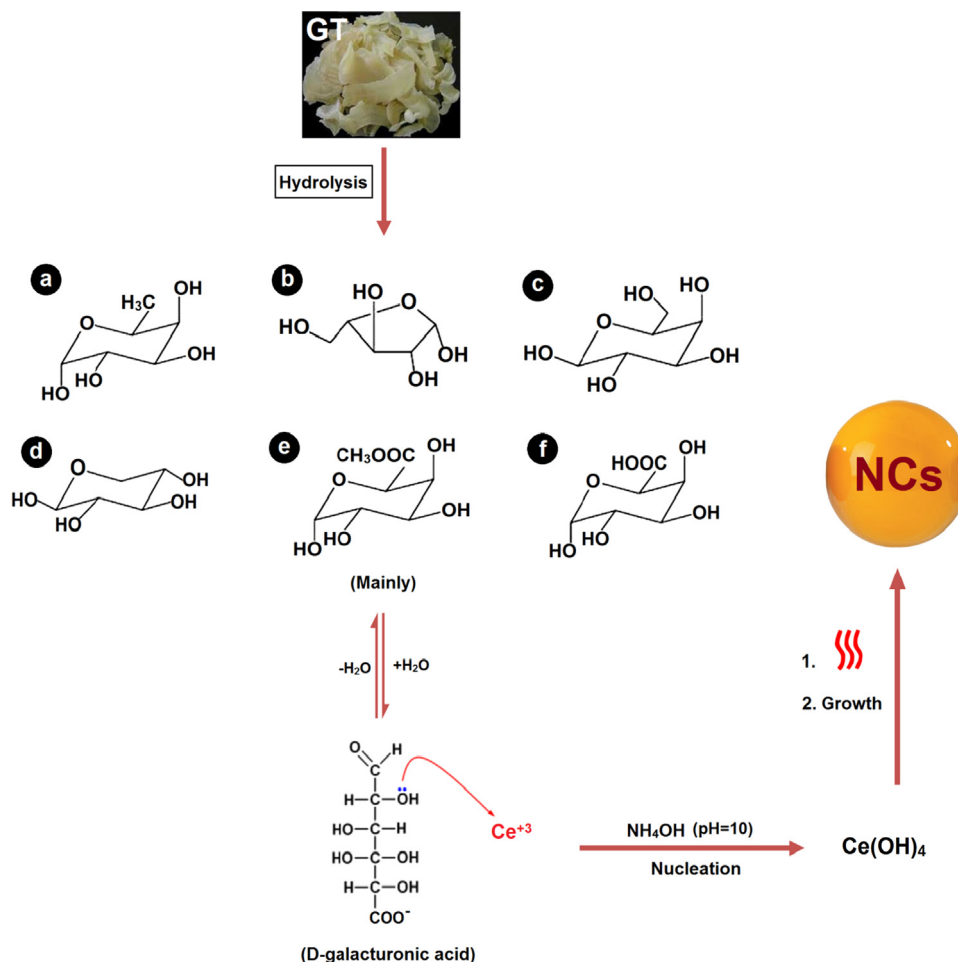 GT
Hydrolysis
a
H₃C
OH
O
OH
HO
HO
b
HO
O
HO
OH
OH
c
HO
OH
O
HO
OH
HO
d
O
OH
HO
OH
HO
e
CH₃OOC
OH
O
OH
HO
HO
(Mainly)
f
HOOC
OH
O
OH
HO
HO
NCs
-H₂O
+H₂O
1.
2. Growth
O
H
C
H–C–OH
HO–C–H
HO–C–OH
H–C–OH
COO⁻
(D-galacturonic acid)
Ce⁺³
NH₄OH (pH=10)
Nucleation
Ce(OH)₄